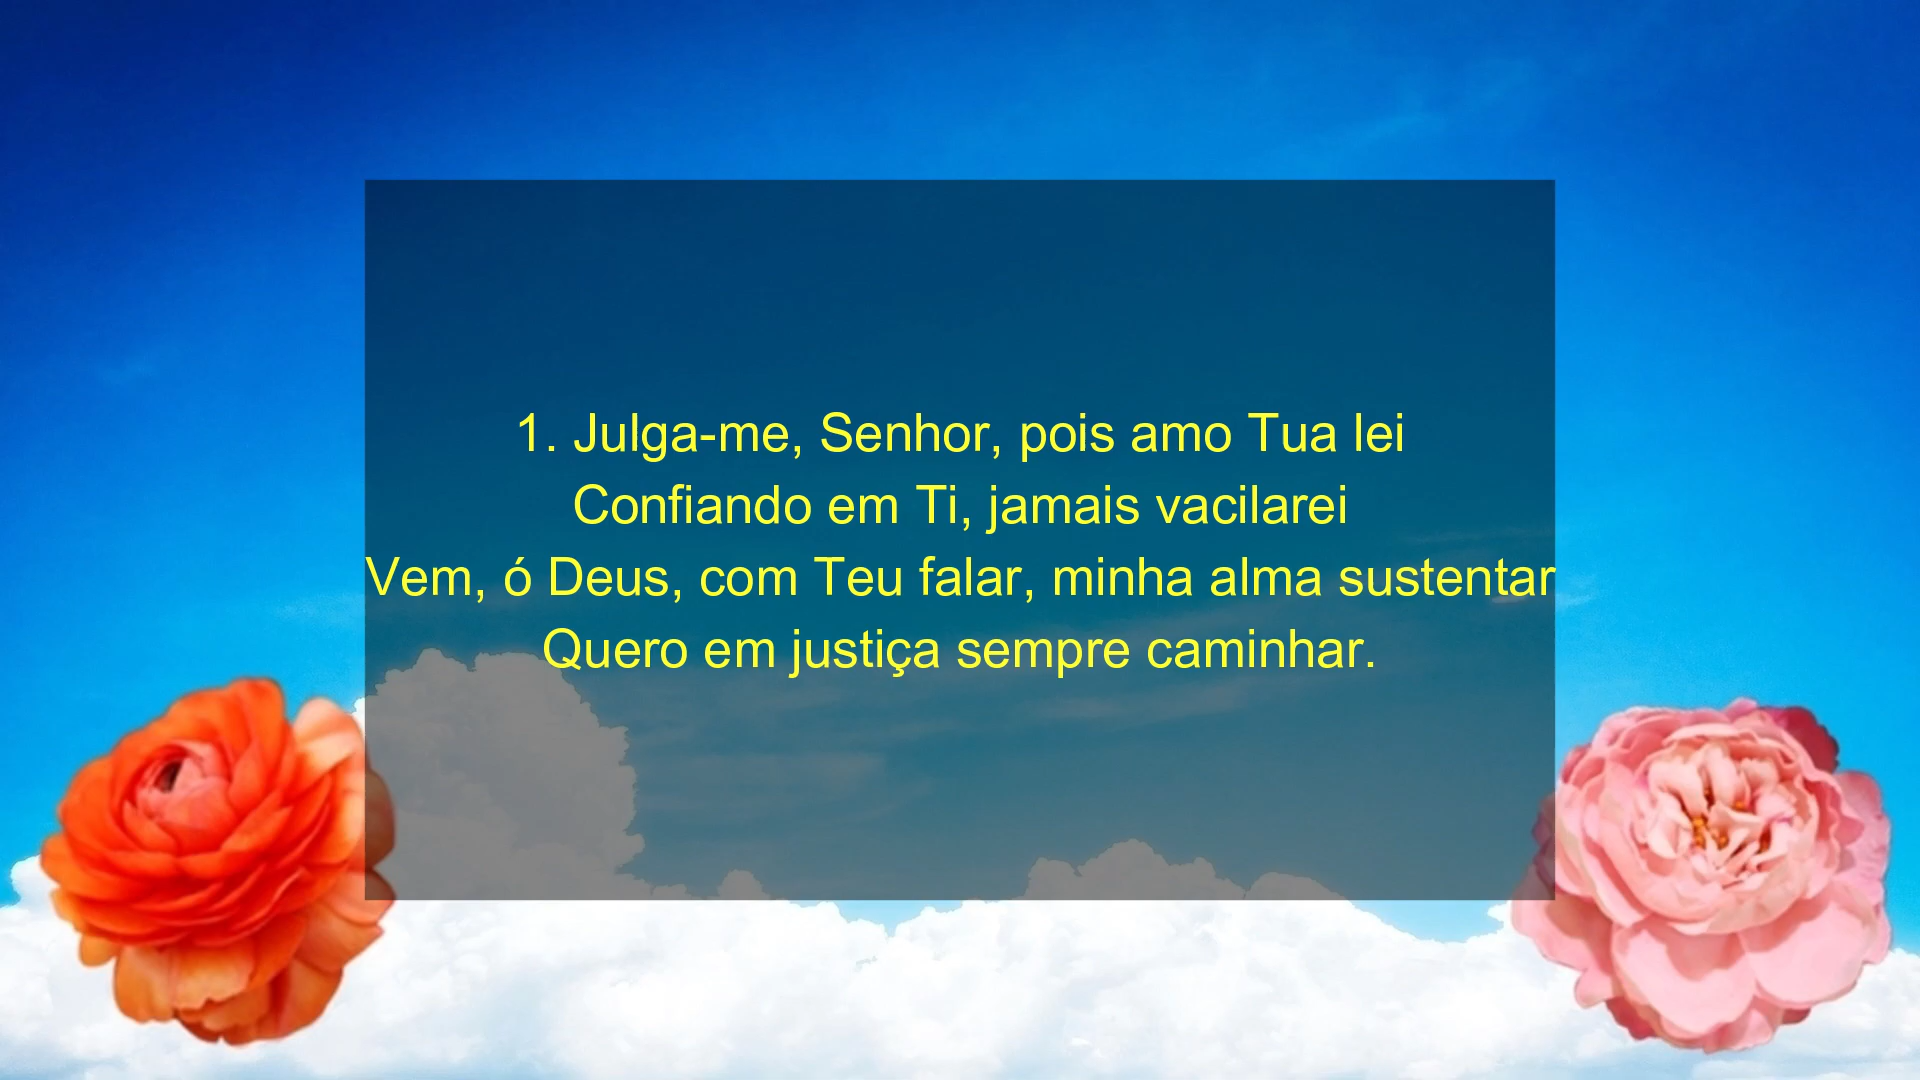 1. Julga-me, Senhor, pois amo Tua lei
Confiando em Ti, jamais vacilarei
Vem, ó Deus, com Teu falar, minha alma sustentar
Quero em justiça sempre caminhar.